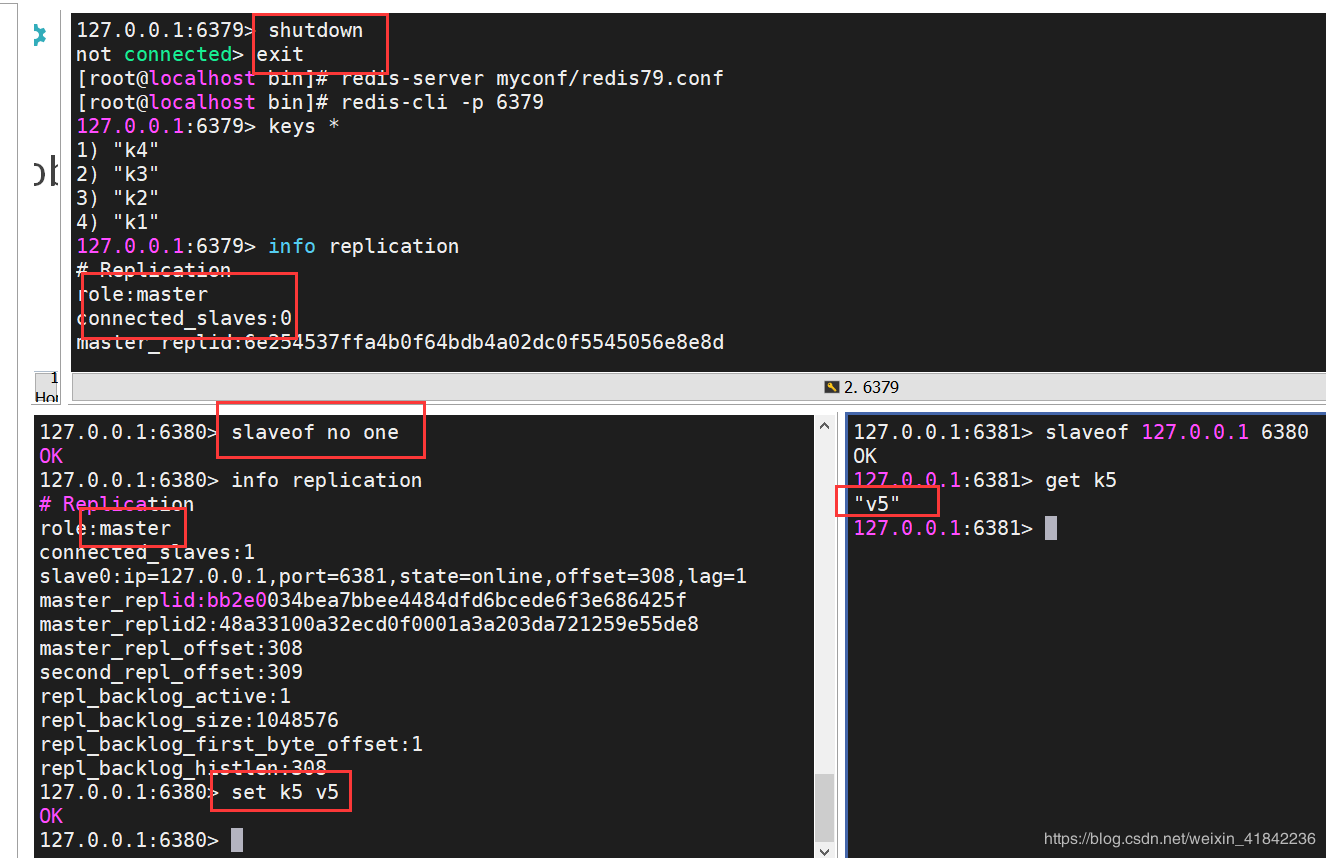 127.0.0.1:6379> shutdown
not connected> exit
[root@localhost bin]# redis-server myconf/redis79.conf
[root@localhost bin]# redis-cli -p 6379
127.0.0.1:6379> keys *
1) "k4"
2) "k3"
3) "k2"
4) "k1"
127.0.0.1:6379> info replication
# Replication
role:master
connected_slaves:0
master_replid:6e254537ffa4b0f64bdb4a02dc0f5545056e8e8d
1
2. 6379
127.0.0.1:6380> slaveof no one
OK
127.0.0.1:6380> info replication
# Replication
role:master
connected_slaves:1
slave0:ip=127.0.0.1,port=6381,state=online,offset=308,lag=1
master_replid:bb2e0034bea7bbee4484dfd6bcede6f3e686425f
master_replid2:48a33100a32ecd0f0001a3a203da721259e55de8
master_repl_offset:308
second_repl_offset:309
repl_backlog_active:1
repl_backlog_size:1048576
repl_backlog_first_byte_offset:1
repl_backlog_histlen:308
127.0.0.1:6380> set k5 v5
OK
127.0.0.1:6380>
127.0.0.1:6381> slaveof 127.0.0.1 6380
OK
127.0.0.1:6381> get k5
"v5"
127.0.0.1:6381>
https://blog.csdn.net/weixin_41842236